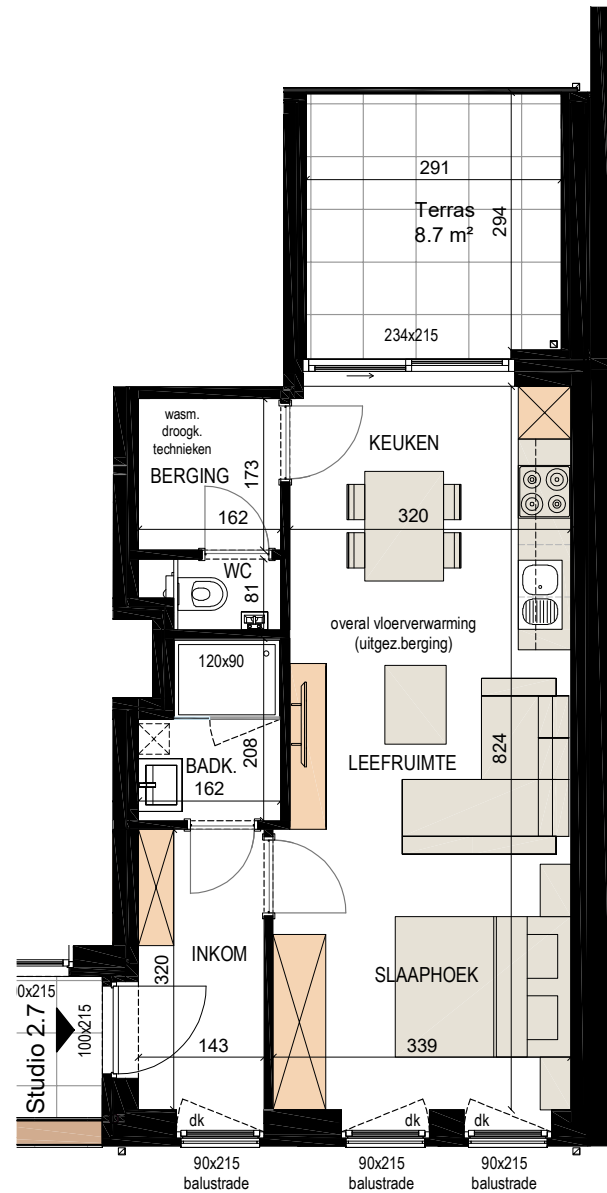 291
Terras
8.7 m²
294
234x215
wasm.
droogk.
technieken
BERGING
173
162
KEUKEN
320
WC
81
overal vloerverwarming
(uitgez.berging)
120x90
208
BADK.
162
LEEFRUIMTE
824
INKOM
320
SLAAPHOEK
0x215
Studio 2.7
100x215
143
339
dk
dk
dk
90x215
balustrade
90x215
balustrade
90x215
balustrade